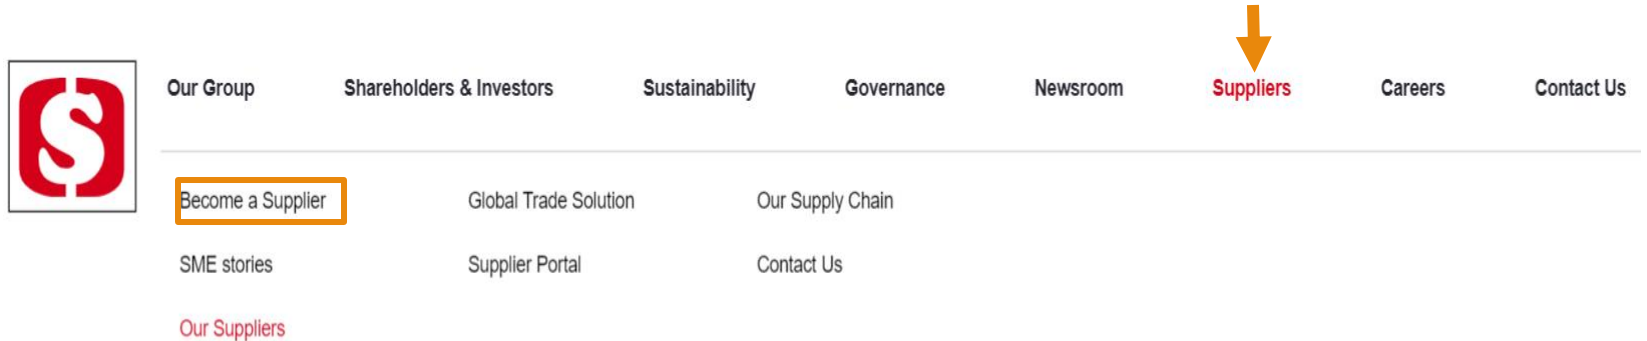 Our Group Shareholders & Investors Sustainability Governance Newsroom Suppliers Careers Contact Us
Become a Supplier Global Trade Solution Our Supply Chain
SME stories Supplier Portal Contact Us
Our Suppliers